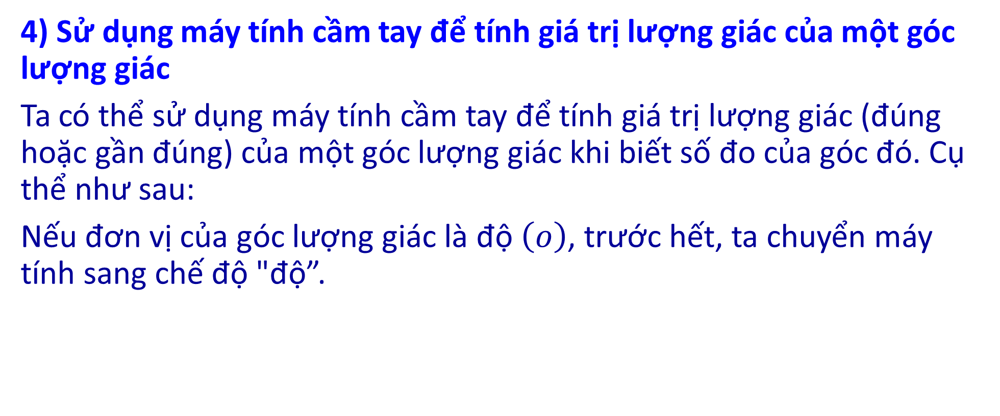 4) Sử dụng máy tính cầm tay để tính giá trị lượng giác của một góc
lượng giác
Ta có thể sử dụng máy tính cầm tay để tính giá trị lượng giác (đúng
hoặc gần đúng) của một góc lượng giác khi biết số đo của góc đó. Cụ
thể như sau:
Nếu đơn vị của góc lượng giác là độ (o), trước hết, ta chuyển máy
tính sang chế độ "độ”.